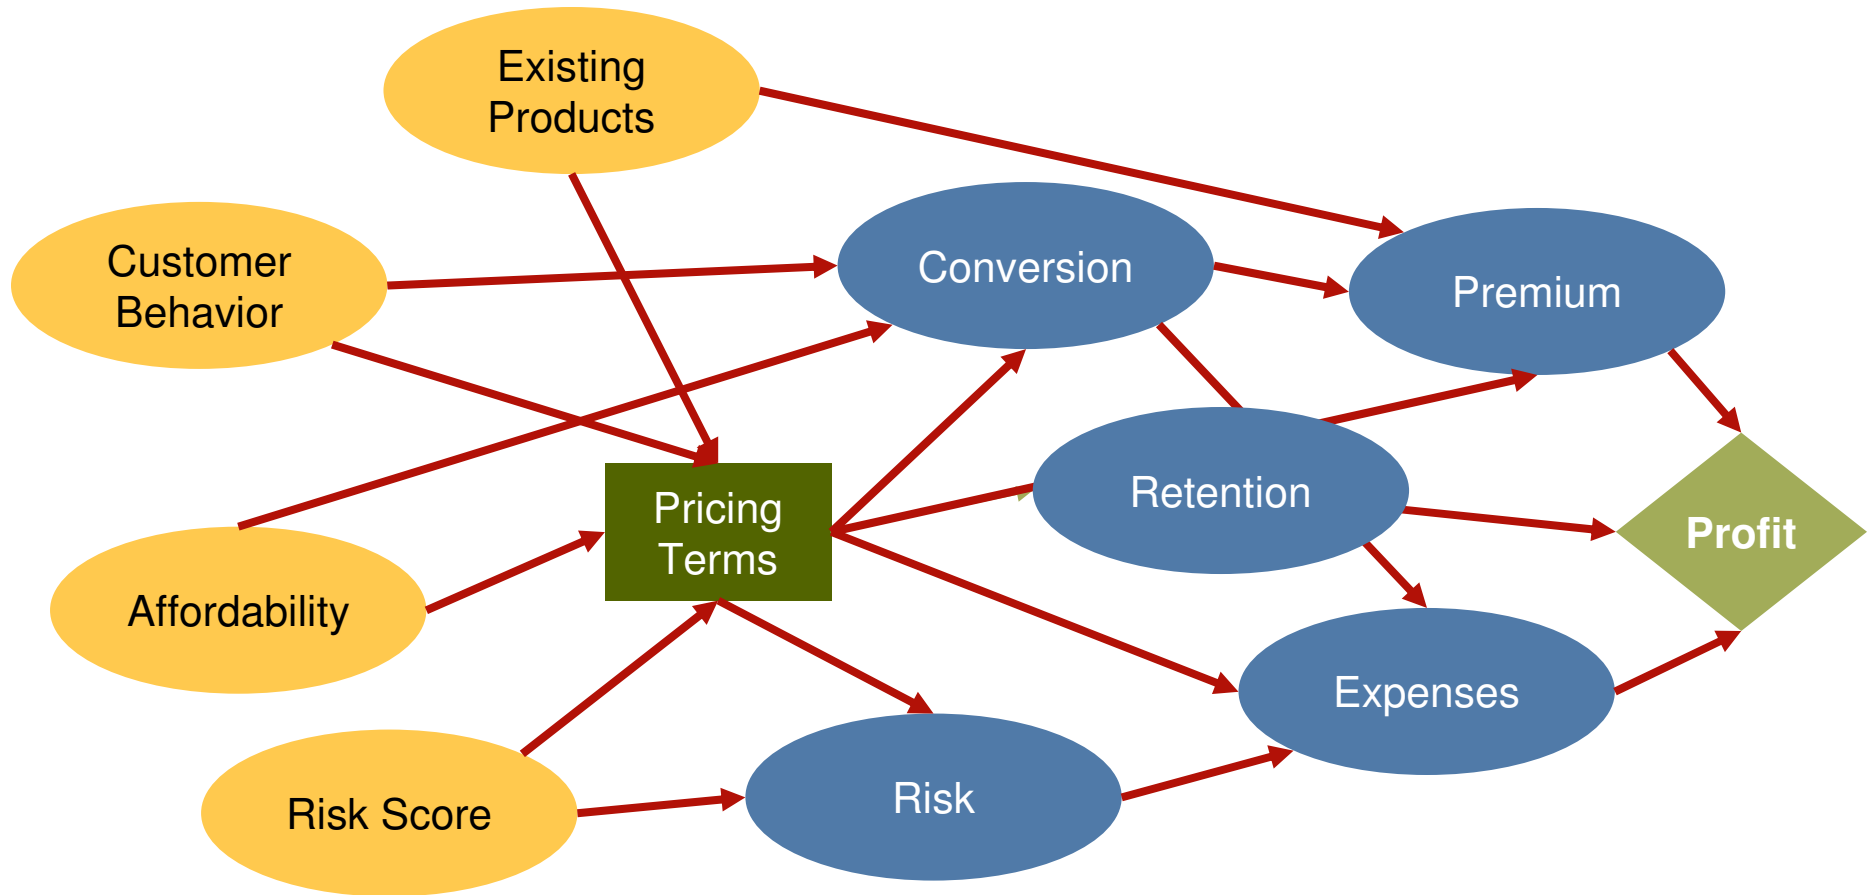 Existing
Products
Customer
Behavior
Conversion
Premium
Pricing
Terms
Retention
Profit
Affordability
Expenses
Risk Score
Risk